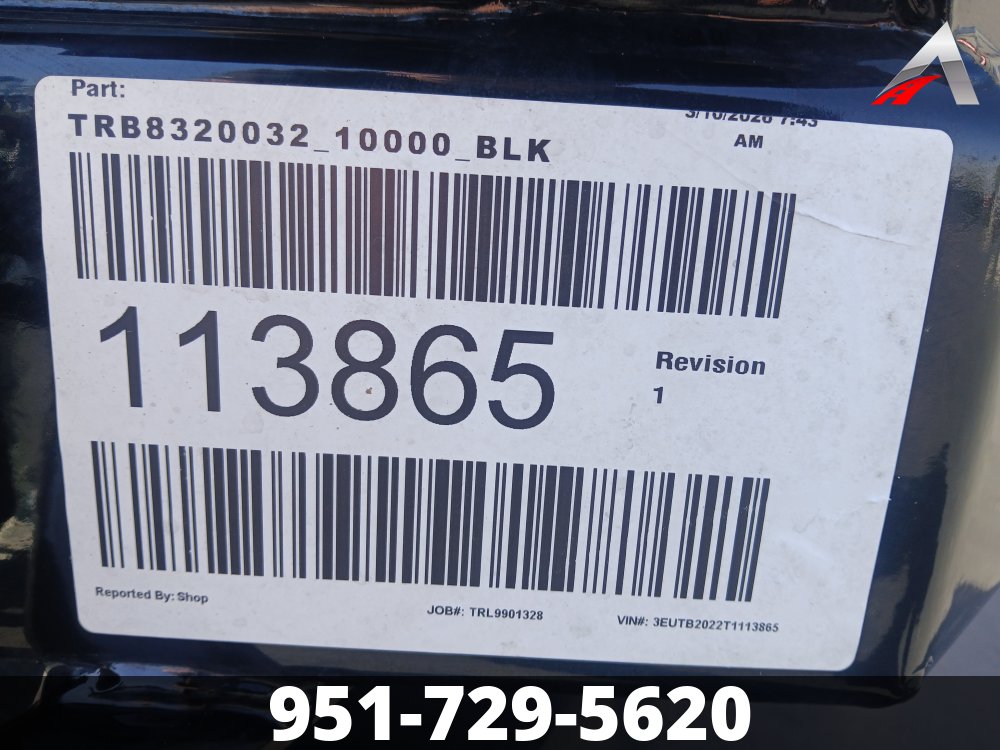 Part:
TRB8320032_10000_BLK
3/10/2026 7:43
AM
113865
Revision
1
Reported By: Shop
JOB#: TRL9901328
VIN#: 3EUTB2022T1113865
951-729-5620